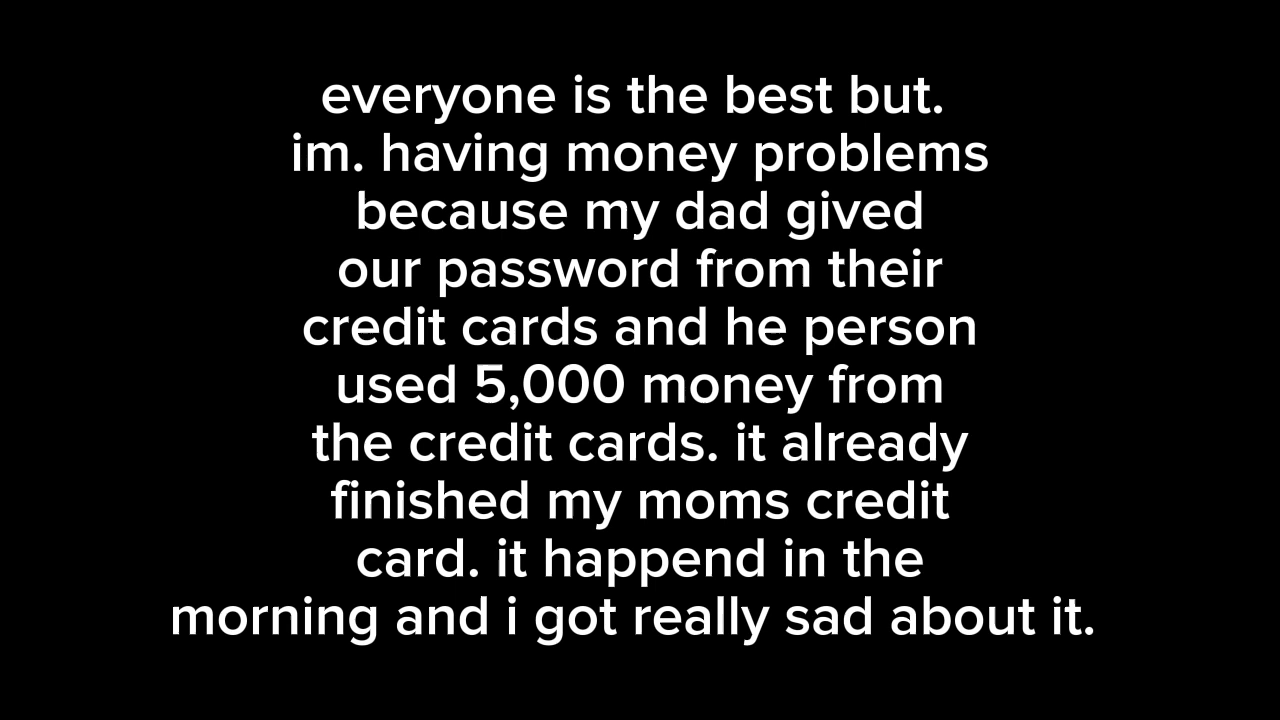 everyone is the best but.
im. having money problems
because my dad gived
our password from their
credit cards and he person
used 5,000 money from
the credit cards. it already
finished my moms credit
card. it happend in the
morning and i got really sad about it.